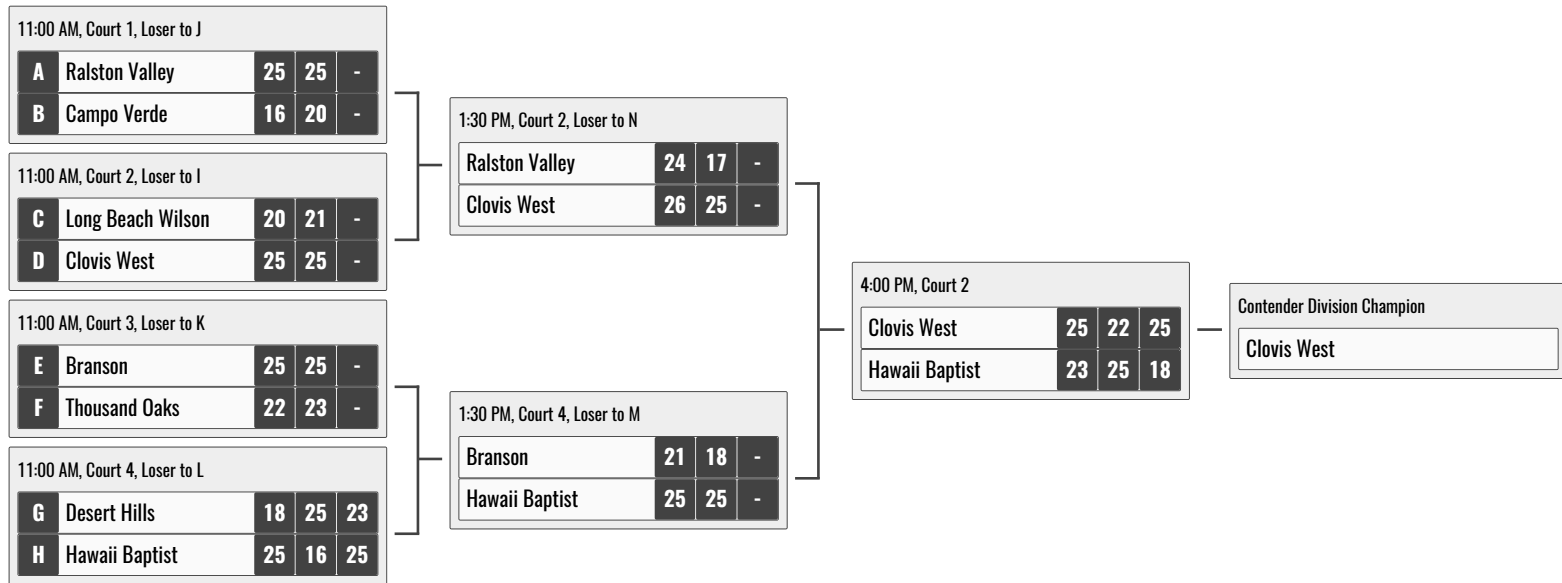 11:00 AM, Court 1, Loser to J
A Ralston Valley 25 25 -
B Campo Verde 16 20 -
11:00 AM, Court 2, Loser to I
C Long Beach Wilson 20 21 -
D Clovis West 25 25 -
11:00 AM, Court 3, Loser to K
E Branson 25 25 -
F Thousand Oaks 22 23 -
11:00 AM, Court 4, Loser to L
G Desert Hills 18 25 23
H Hawaii Baptist 25 16 25
1:30 PM, Court 2, Loser to N
Ralston Valley 24 17 -
Clovis West 26 25 -
1:30 PM, Court 4, Loser to M
Branson 21 18 -
Hawaii Baptist 25 25 -
4:00 PM, Court 2
Clovis West 25 22 25
Hawaii Baptist 23 25 18
Contender Division Champion
Clovis West